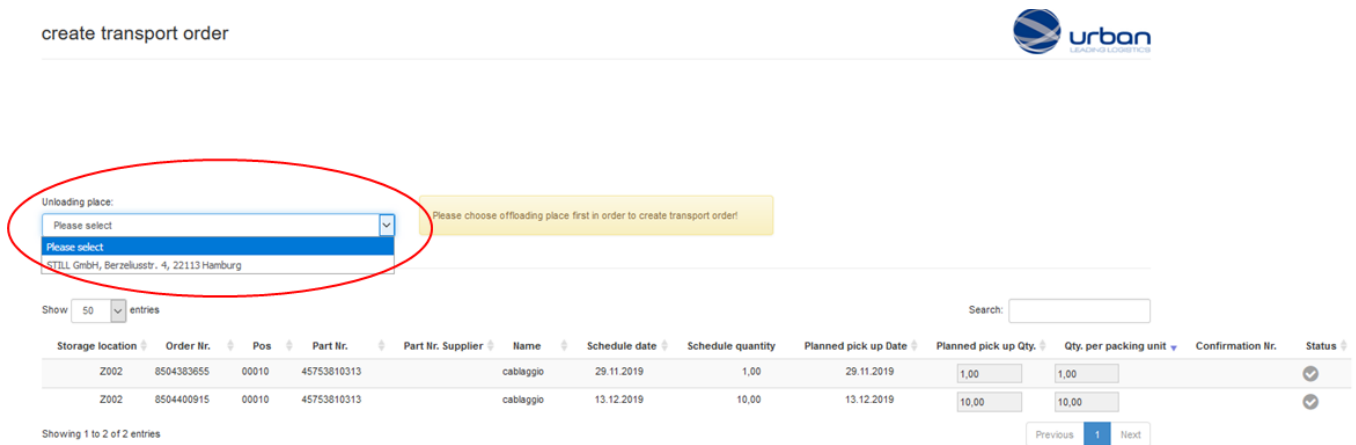 create transport order
urban
LEADING LOGISTICS
Unloading place:
Please select
Please choose offloading place first in order to create transport order!
Please select
STILL GmbH, Berzeliusstr. 4, 22113 Hamburg
Show 50 entries Search:
Storage location Order Nr. Pos Part Nr. Part Nr. Supplier Name Schedule date Schedule quantity Planned pick up Date Planned pick up Qty. Qty. per packing unit Confirmation Nr. Status
Z002 8504383655 00010 45753810313 cablaggio 29.11.2019 1,00 29.11.2019 1,00 1,00
Z002 8504400915 00010 45753810313 cablaggio 13.12.2019 10,00 13.12.2019 10,00 10,00
Showing 1 to 2 of 2 entries Previous 1 Next